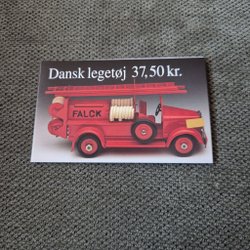 Dansk legetøj 37,50 kr.
FALCK